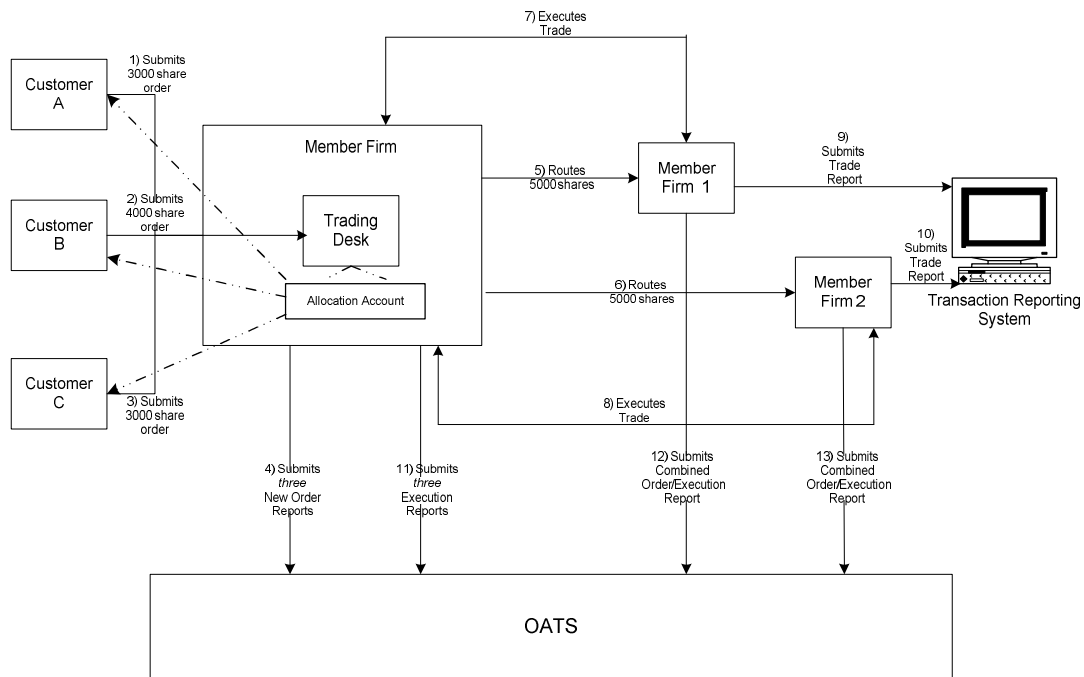 7) Executes
Trade
1) Submits
3000 share
order
Customer
A
Member Firm
9)
Submits
Trade
Report
5) Routes
5000 shares
Member
Firm 1
2) Submits
4000 share
order
Customer
B
Trading
Desk
10)
Submits
Trade
Report
6) Routes
5000 shares
Member
Firm 2
Allocation Account
Transaction Reporting
System
Customer
C
3) Submits
3000 share
order
8) Executes
Trade
4) Submits
three
New Order
Reports
11) Submits
three
Execution
Reports
12) Submits
Combined
Order/Execution
Report
13) Submits
Combined
Order/Execution
Report
OATS